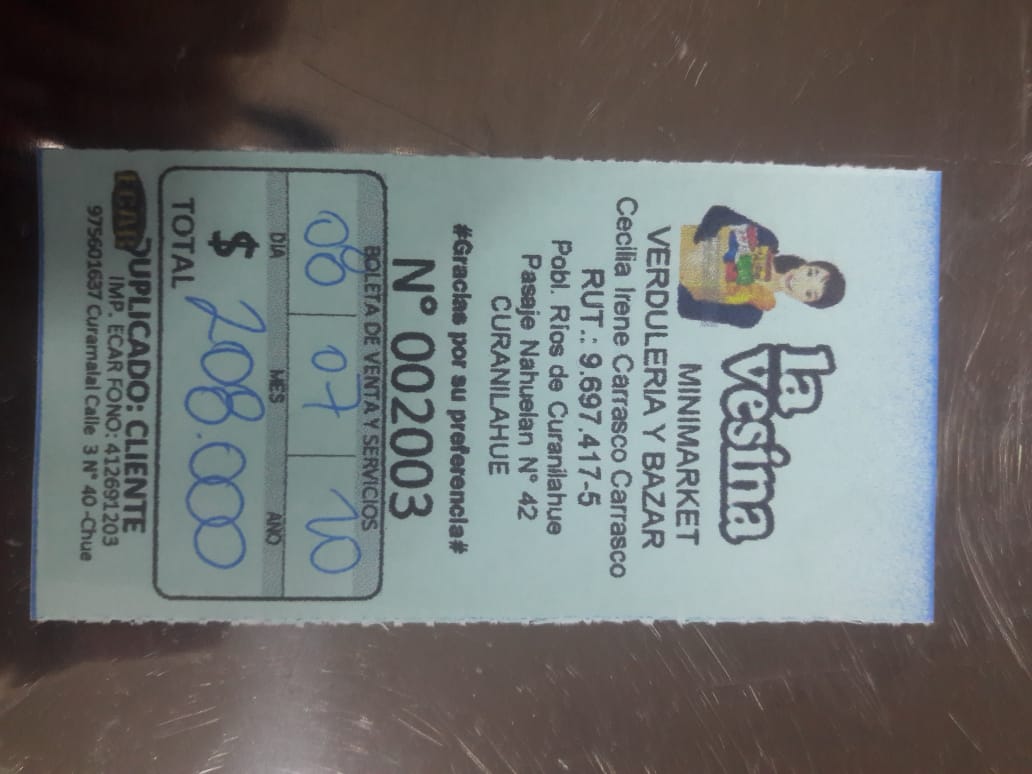 la
vesina
MINIMARKET
VERDULERIA Y BAZAR
Cecilia Irene Carrasco Carrasco
RUT.: 9.697.417-5
Pobl. Ríos de Curanilahue
Pasaje Nahuelan N° 42
CURANILAHUE
#Gracias por su preferencia#
N° 002003
BOLETA DE VENTA Y SERVICIOS
08 07 20
DIA MES AÑO
$ 208.000
TOTAL
ECAR
DUPLICADO: CLIENTE
IMP. ECAR FONO: 412691203
975601637 Curamalal Calle 3 N° 40 -Chue